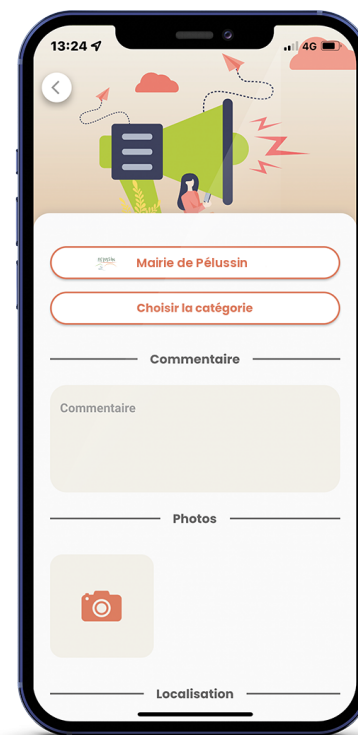 13:24
4G
Mairie de Pélussin
Choisir la catégorie
Commentaire
Commentaire
Photos
Localisation